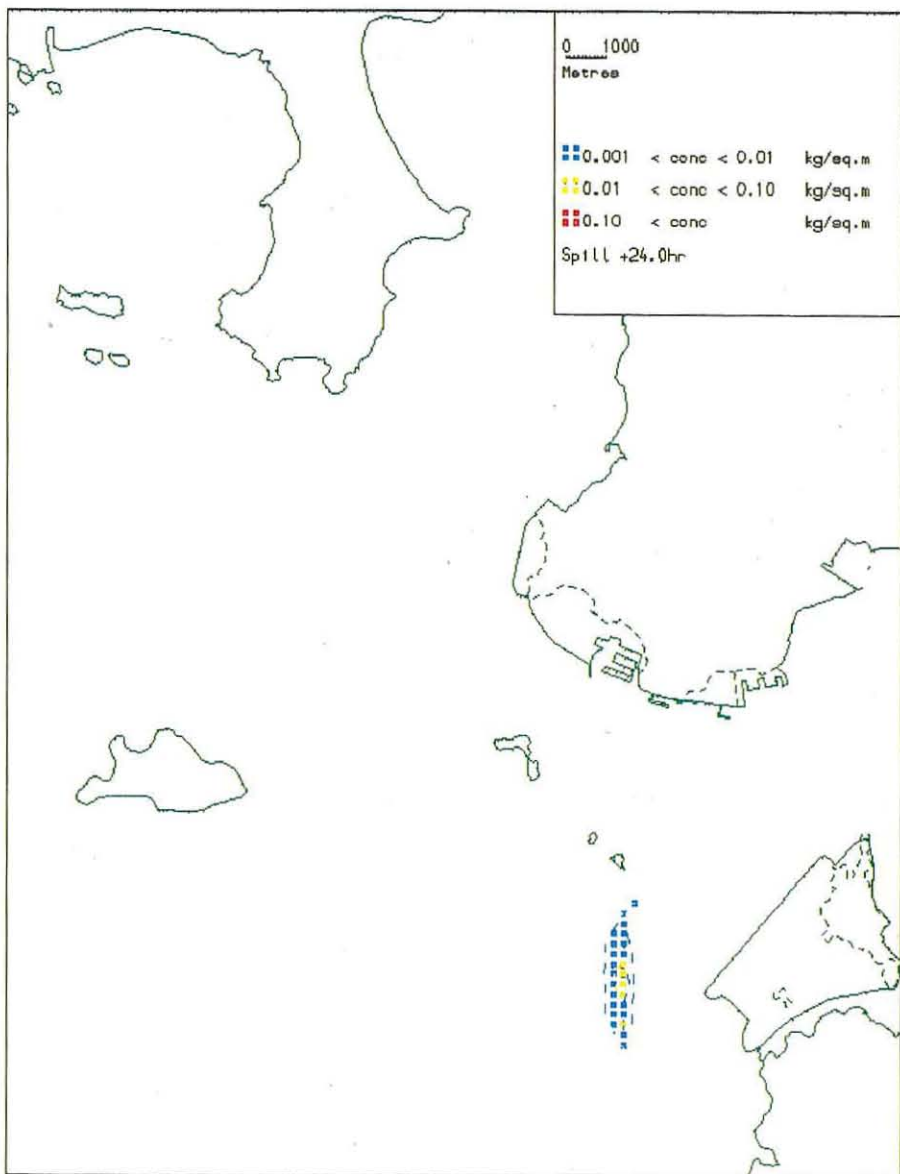 0 1000
Metres
0.001 < conc < 0.01 kg/sq.m
0.01 < conc < 0.10 kg/sq.m
0.10 < conc kg/sq.m
Spill +24.0hr